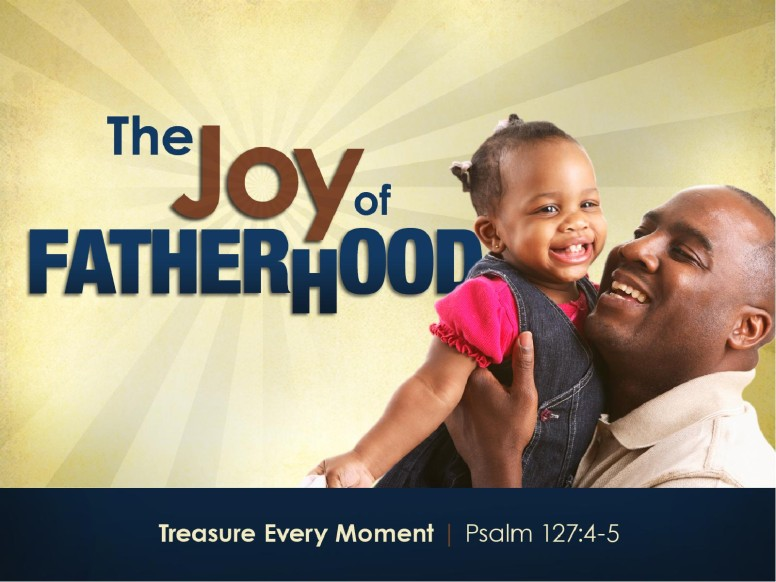 The Joy of
FATHERHOOD
Treasure Every Moment | Psalm 127:4-5